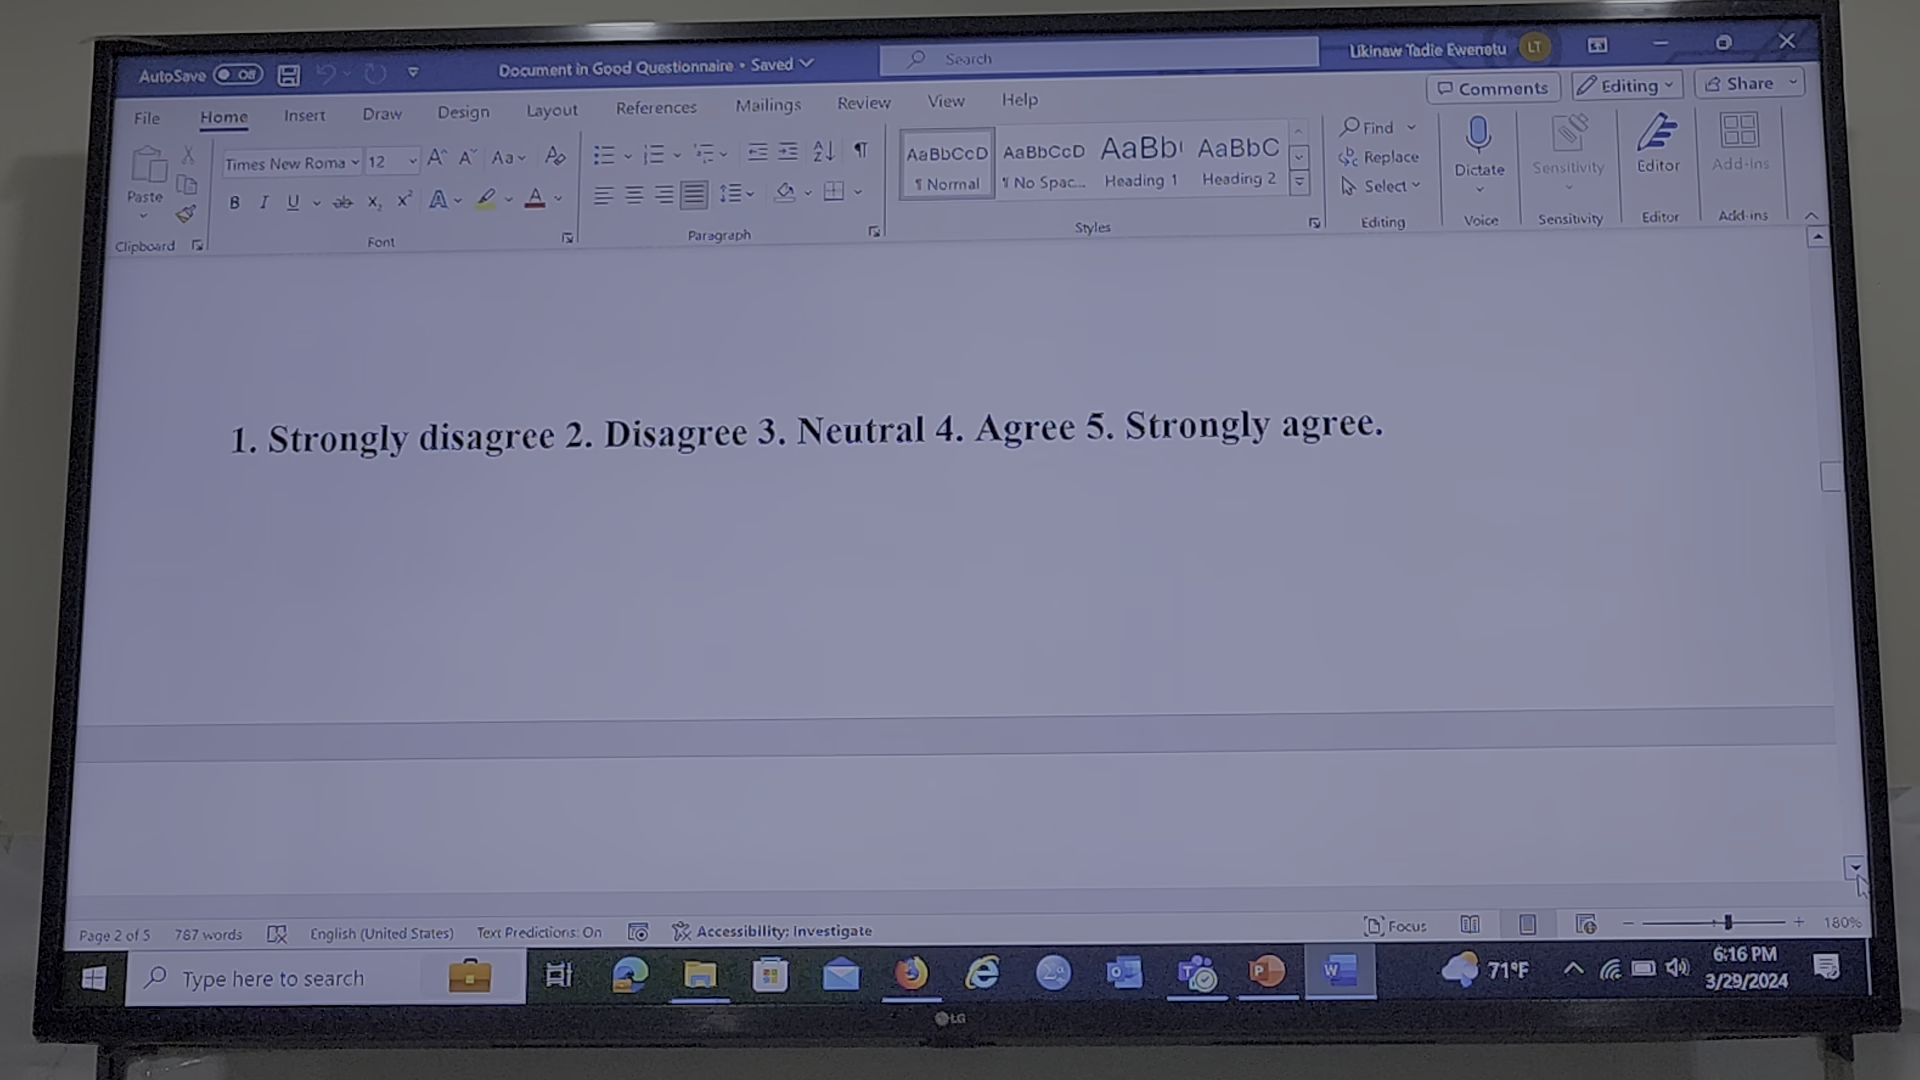 AutoSave Off Document in Good Questionnaire • Saved Search Likinaw Tadie Ewenetu LT
File Home Insert Draw Design Layout References Mailings Review View Help Comments Editing Share
Paste Times New Roma 12 A A Aa A
B I U ab x x² A A
AaBbCcD AaBbCcD AaBb AaBbC
¶ Normal ¶ No Spac... Heading 1 Heading 2
Find
Replace
Select
Dictate Sensitivity Editor Add-ins
Clipboard Font Paragraph Styles Editing Voice Sensitivity Editor Add-ins
1. Strongly disagree 2. Disagree 3. Neutral 4. Agree 5. Strongly agree.
Page 2 of 5 787 words English (United States) Text Predictions: On Accessibility: Investigate Focus 180%
Type here to search 71°F 6:16 PM
3/29/2024
LG